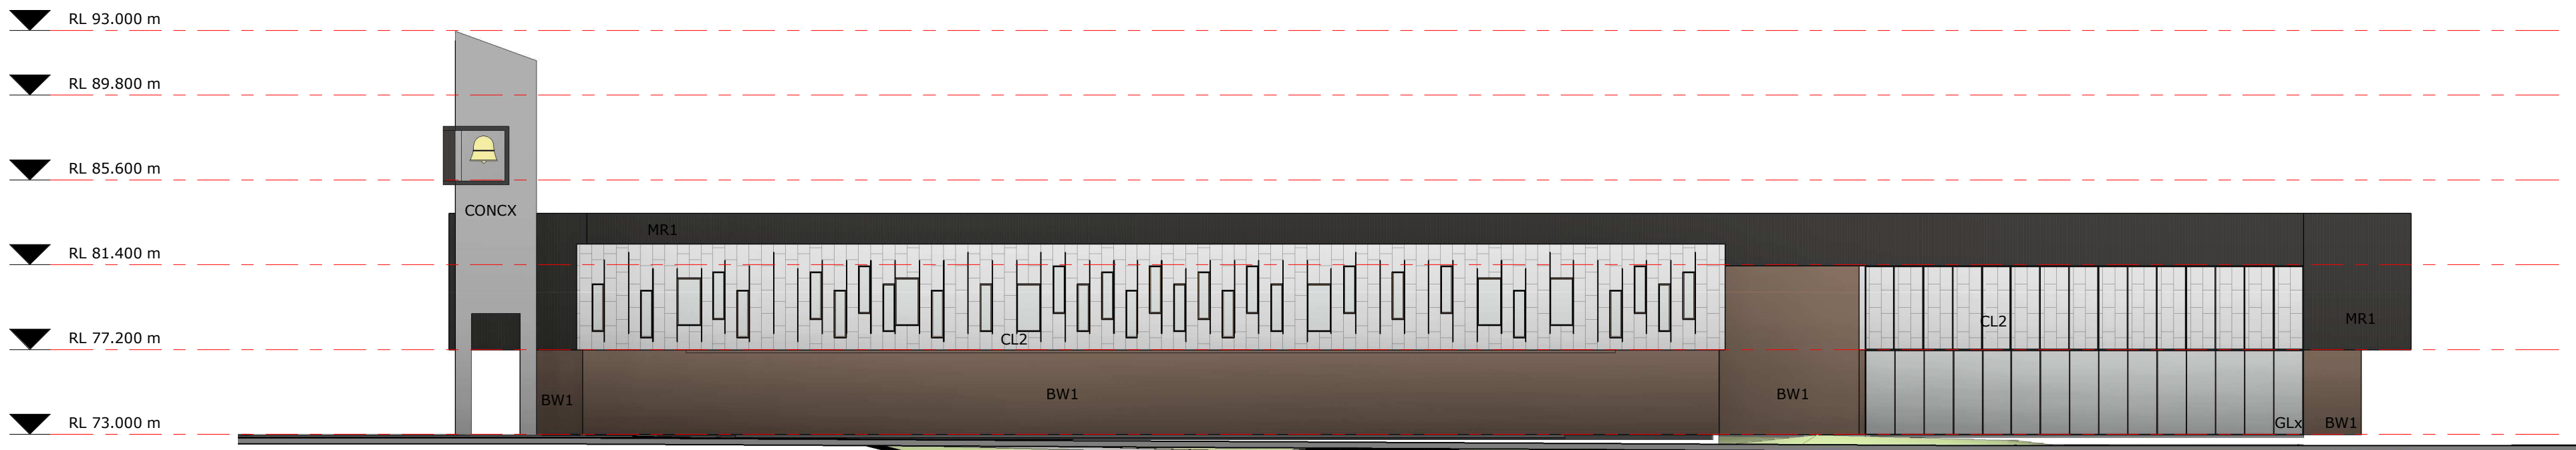 RL 93.000 m
RL 89.800 m
RL 85.600 m
CONCX
MR1
RL 81.400 m
CL2
MR1
RL 77.200 m
CL2
BW1
BW1
BW1
RL 73.000 m
GLx
BW1